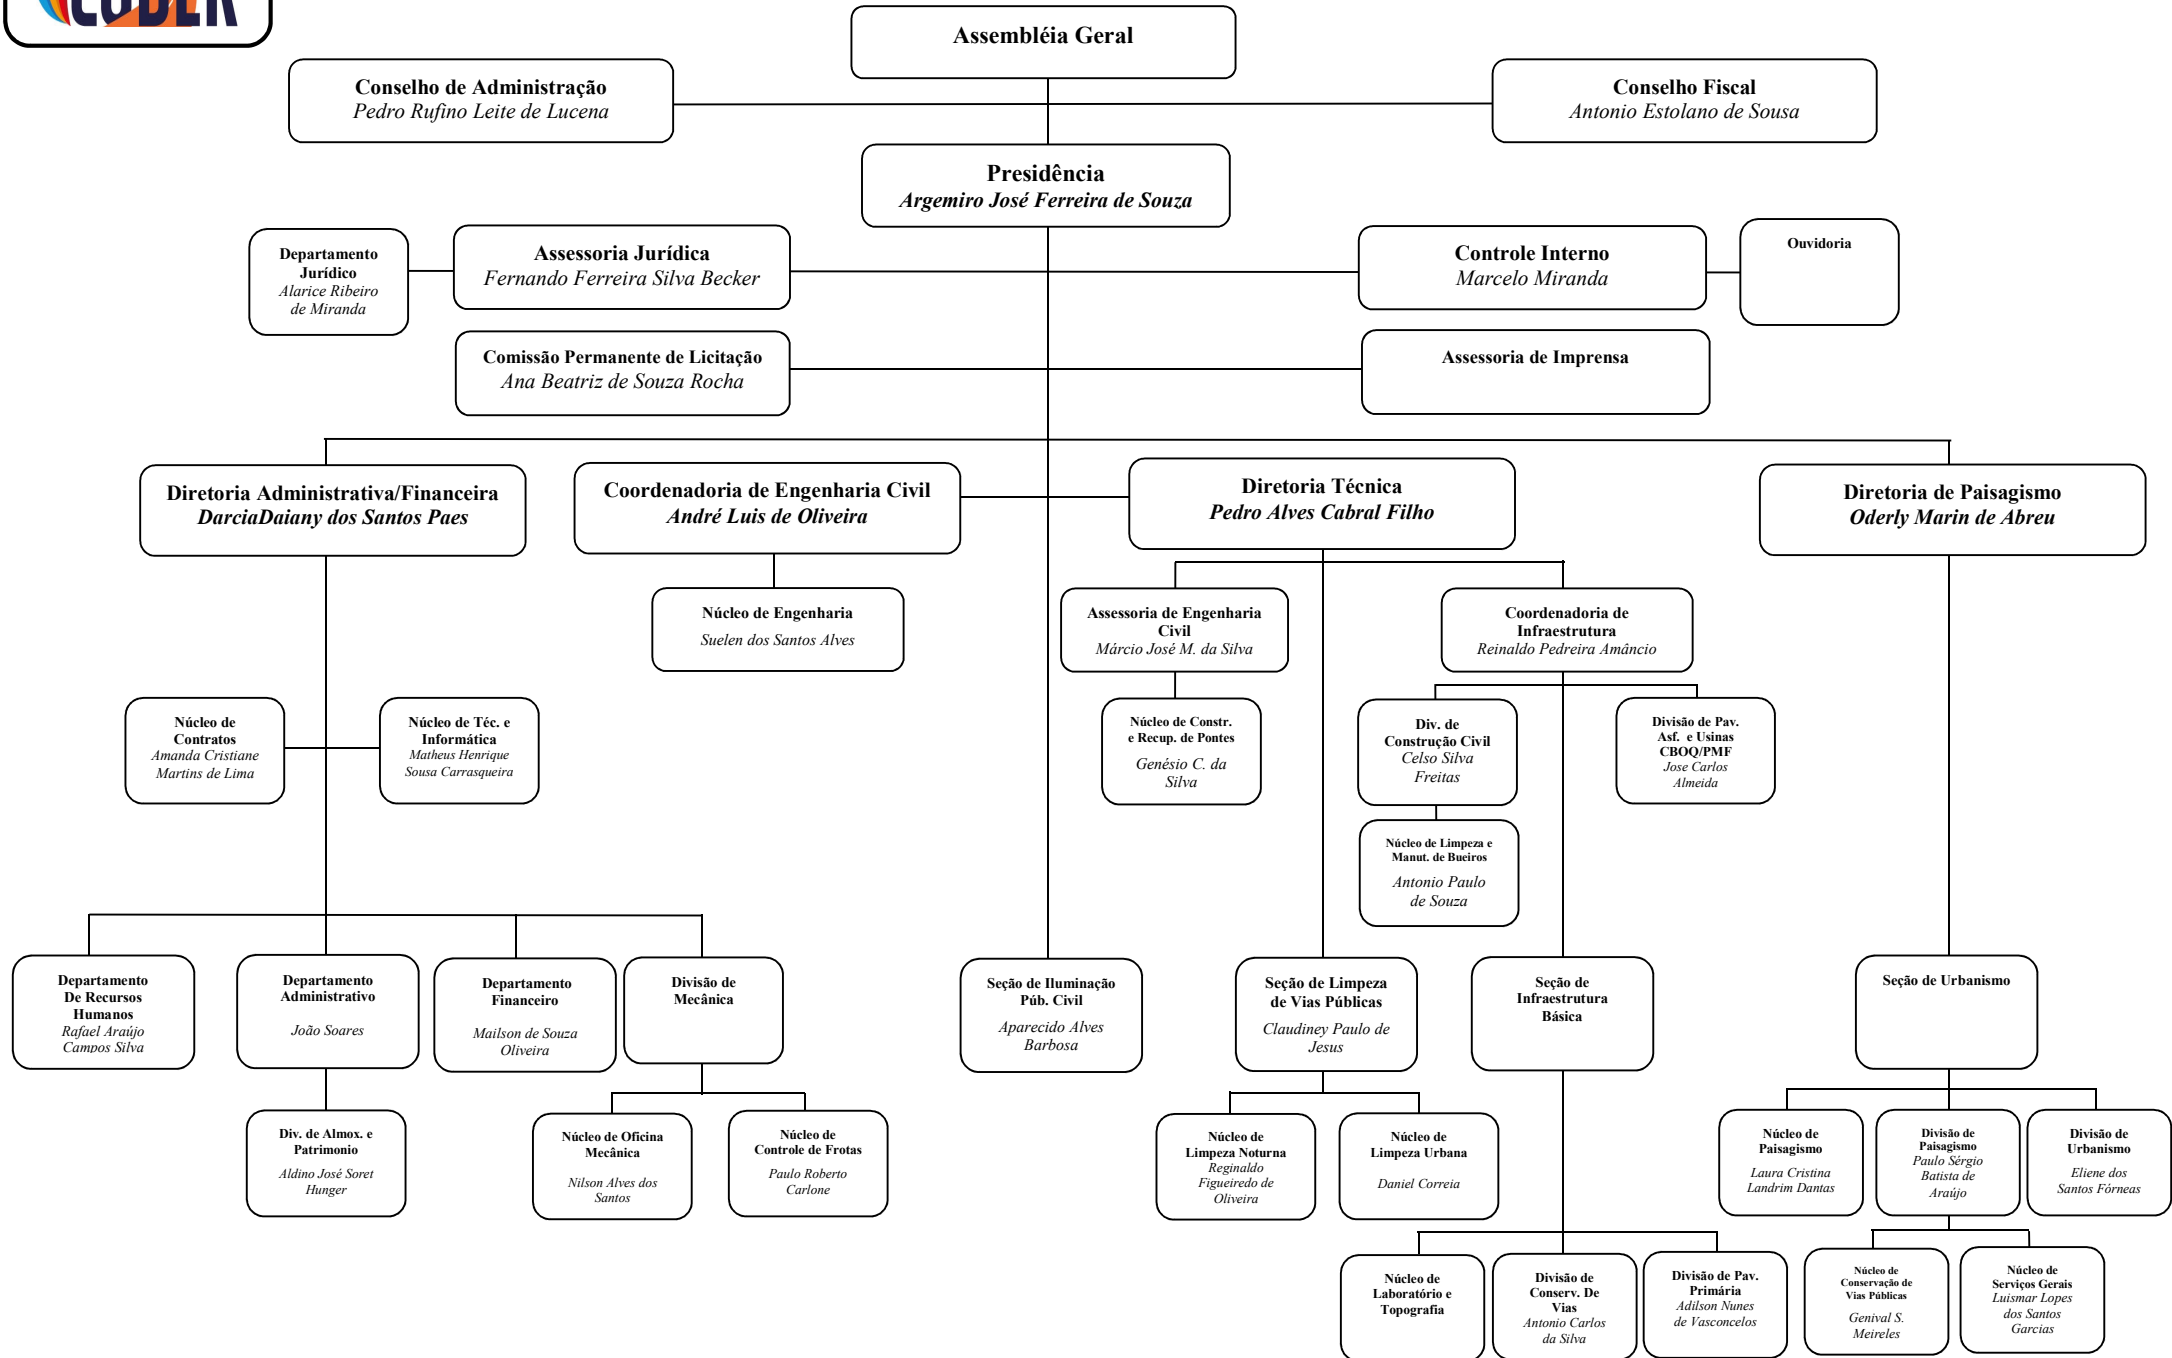 CODER
Assembléia Geral
Conselho de Administração
Pedro Rufino Leite de Lucena
Conselho Fiscal
Antonio Estolano de Sousa
Presidência
Argemiro José Ferreira de Souza
Departamento
Jurídico
Alarice Ribeiro
de Miranda
Assessoria Jurídica
Fernando Ferreira Silva Becker
Controle Interno
Marcelo Miranda
Ouvidoria
Comissão Permanente de Licitação
Ana Beatriz de Souza Rocha
Assessoria de Imprensa
Diretoria Administrativa/Financeira
DarciaDaiany dos Santos Paes
Coordenadoria de Engenharia Civil
André Luis de Oliveira
Diretoria Técnica
Pedro Alves Cabral Filho
Diretoria de Paisagismo
Oderly Marin de Abreu
Núcleo de Engenharia
Suelen dos Santos Alves
Assessoria de Engenharia
Civil
Márcio José M. da Silva
Coordenadoria de
Infraestrutura
Reinaldo Pedreira Amâncio
Núcleo de
Contratos
Amanda Cristiane
Martins de Lima
Núcleo de Téc. e
Informática
Matheus Henrique
Sousa Carrasqueira
Núcleo de Constr.
e Recup. de Pontes
Genésio C. da
Silva
Div. de
Construção Civil
Celso Silva
Freitas
Divisão de Pav.
Asf. e Usinas
CBOQ/PMF
Jose Carlos
Almeida
Núcleo de Limpeza e
Manut. de Bueiros
Antonio Paulo
de Souza
Departamento
De Recursos
Humanos
Rafael Araújo
Campos Silva
Departamento
Administrativo
João Soares
Departamento
Financeiro
Mailson de Souza
Oliveira
Divisão de
Mecânica
Seção de Iluminação
Púb. Civil
Aparecido Alves
Barbosa
Seção de Limpeza
de Vias Públicas
Claudiney Paulo de
Jesus
Seção de
Infraestrutura
Básica
Seção de Urbanismo
Div. de Almox. e
Patrimonio
Aldino José Soret
Hunger
Núcleo de Oficina
Mecânica
Nilson Alves dos
Santos
Núcleo de
Controle de Frotas
Paulo Roberto
Carlone
Núcleo de
Limpeza Noturna
Reginaldo
Figueiredo de
Oliveira
Núcleo de
Limpeza Urbana
Daniel Correia
Núcleo de
Paisagismo
Laura Cristina
Landrim Dantas
Divisão de
Paisagismo
Paulo Sérgio
Batista de
Araújo
Divisão de
Urbanismo
Eliene dos
Santos Fórneas
Núcleo de
Laboratório e
Topografia
Divisão de
Conserv. De
Vias
Antonio Carlos
da Silva
Divisão de Pav.
Primária
Adilson Nunes
de Vasconcelos
Núcleo de
Conservação de
Vias Públicas
Genival S.
Meireles
Núcleo de
Serviços Gerais
Luismar Lopes
dos Santos
Garcias